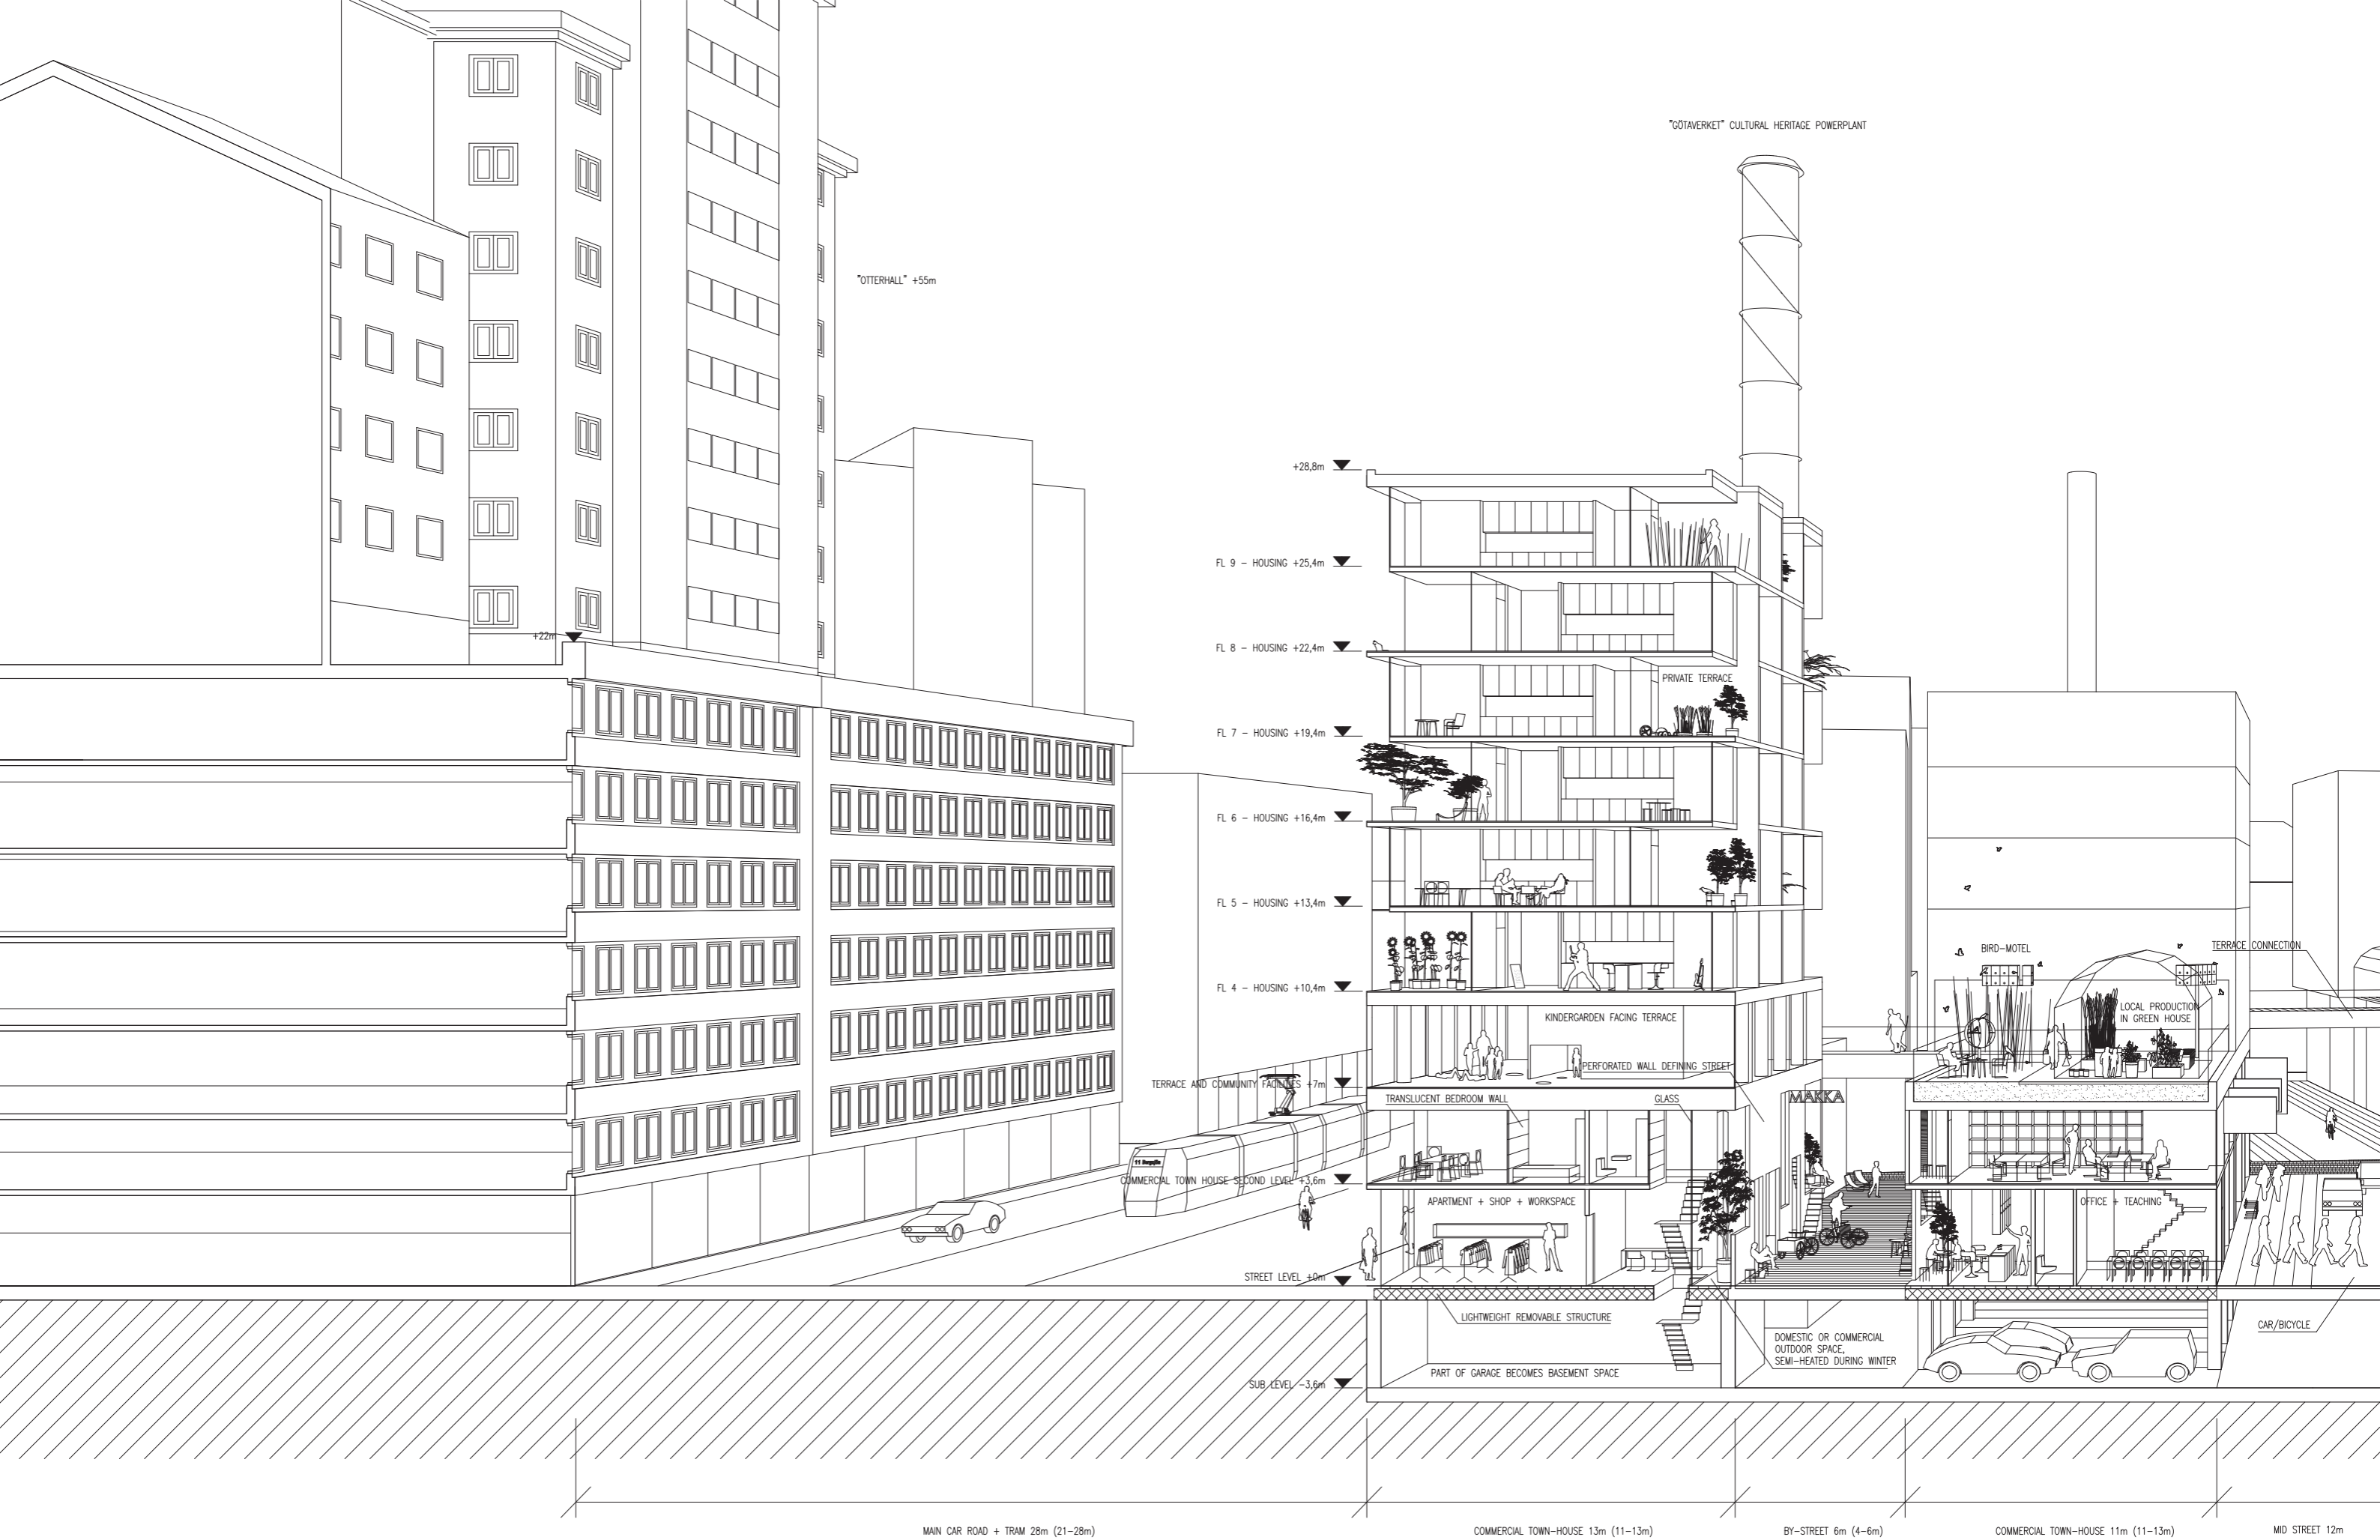 "GÖTAVERKET" CULTURAL HERITAGE POWERPLANT
"OTTERHALL" +55m
+28,8m
FL 9 – HOUSING +25,4m
+22m
FL 8 – HOUSING +22,4m
PRIVATE TERRACE
FL 7 – HOUSING +19,4m
FL 6 – HOUSING +16,4m
FL 5 – HOUSING +13,4m
BIRD–MOTEL
TERRACE CONNECTION
FL 4 – HOUSING +10,4m
LOCAL PRODUCTION
IN GREEN HOUSE
KINDERGARDEN FACING TERRACE
PERFORATED WALL DEFINING STREET
TERRACE AND COMMUNITY FACILITIES +7m
TRANSLUCENT BEDROOM WALL
GLASS
MAKKA
COMMERCIAL TOWN HOUSE SECOND LEVEL +3,6m
APARTMENT + SHOP + WORKSPACE
OFFICE + TEACHING
STREET LEVEL +0m
LIGHTWEIGHT REMOVABLE STRUCTURE
CAR/BICYCLE
DOMESTIC OR COMMERCIAL
OUTDOOR SPACE,
SEMI–HEATED DURING WINTER
PART OF GARAGE BECOMES BASEMENT SPACE
SUB LEVEL –3,6m
MAIN CAR ROAD + TRAM 28m (21–28m)
COMMERCIAL TOWN–HOUSE 13m (11–13m)
BY–STREET 6m (4–6m)
COMMERCIAL TOWN–HOUSE 11m (11–13m)
MID STREET 12m